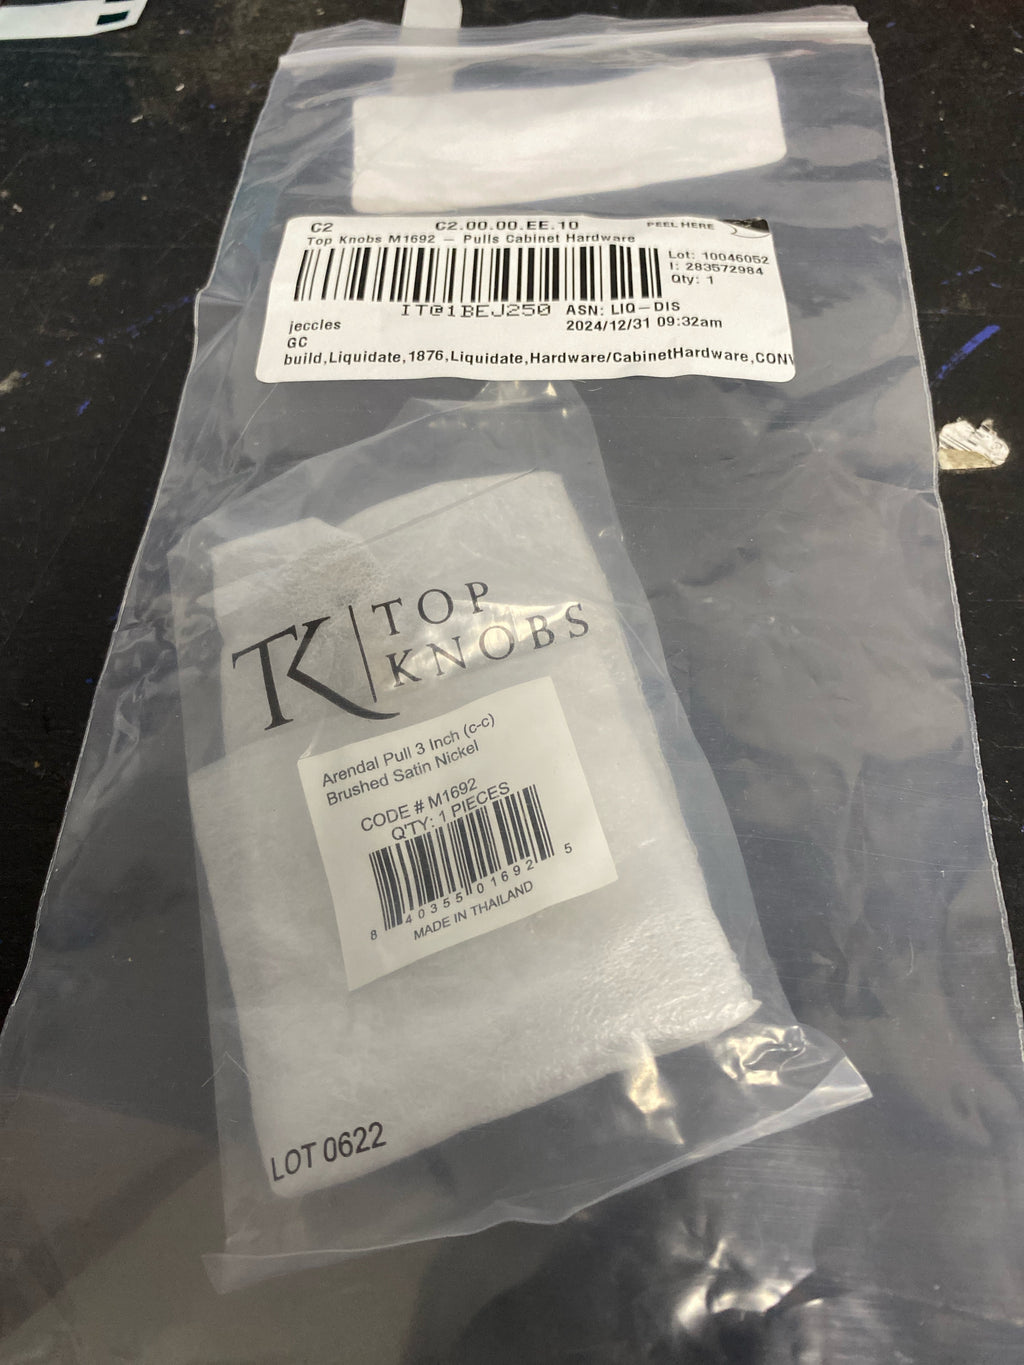 C2 C2.00.00.EE.10 PEEL HERE
Top Knobs M1692 — Pulls Cabinet Hardware
Lot: 10046052
I: 283572984
Qty: 1
IT@1BEJ250 ASN: LIQ-DIS
jeccles 2024/12/31 09:32am
GC
build,Liquidate,1876,Liquidate,Hardware/CabinetHardware,CONV
TK TOP
KNOBS
Arendal Pull 3 Inch (c-c)
Brushed Satin Nickel
CODE # M1692
Q'TY: 1 PIECES
8 40355 01692 5
MADE IN THAILAND
LOT 0622